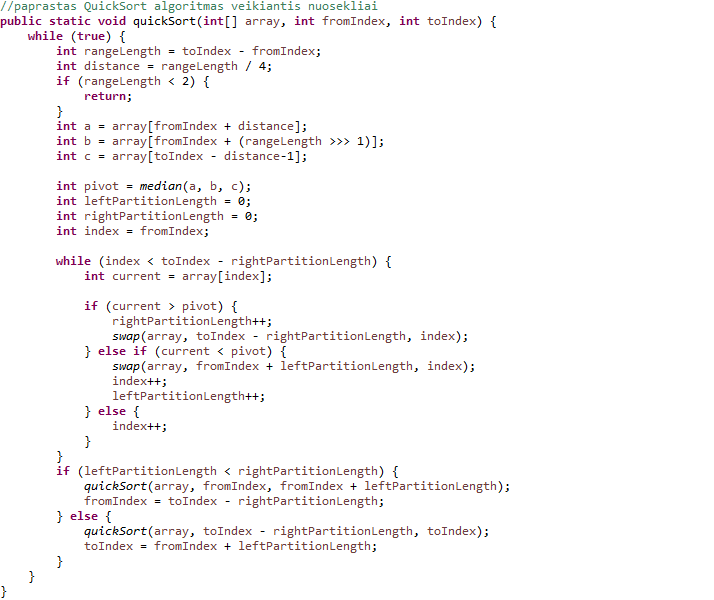 //paprastas QuickSort algoritmas veikiantis nuosekliai
public static void quickSort(int[] array, int fromIndex, int toIndex) {
    while (true) {
        int rangeLength = toIndex - fromIndex;
        int distance = rangeLength / 4;
        if (rangeLength < 2) {
            return;
        }
        int a = array[fromIndex + distance];
        int b = array[fromIndex + (rangeLength >>> 1)];
        int c = array[toIndex - distance-1];

        int pivot = median(a, b, c);
        int leftPartitionLength = 0;
        int rightPartitionLength = 0;
        int index = fromIndex;

        while (index < toIndex - rightPartitionLength) {
            int current = array[index];

            if (current > pivot) {
                rightPartitionLength++;
                swap(array, toIndex - rightPartitionLength, index);
            } else if (current < pivot) {
                swap(array, fromIndex + leftPartitionLength, index);
                index++;
                leftPartitionLength++;
            } else {
                index++;
            }
        }
        if (leftPartitionLength < rightPartitionLength) {
            quickSort(array, fromIndex, fromIndex + leftPartitionLength);
            fromIndex = toIndex - rightPartitionLength;
        } else {
            quickSort(array, toIndex - rightPartitionLength, toIndex);
            toIndex = fromIndex + leftPartitionLength;
        }
    }
}